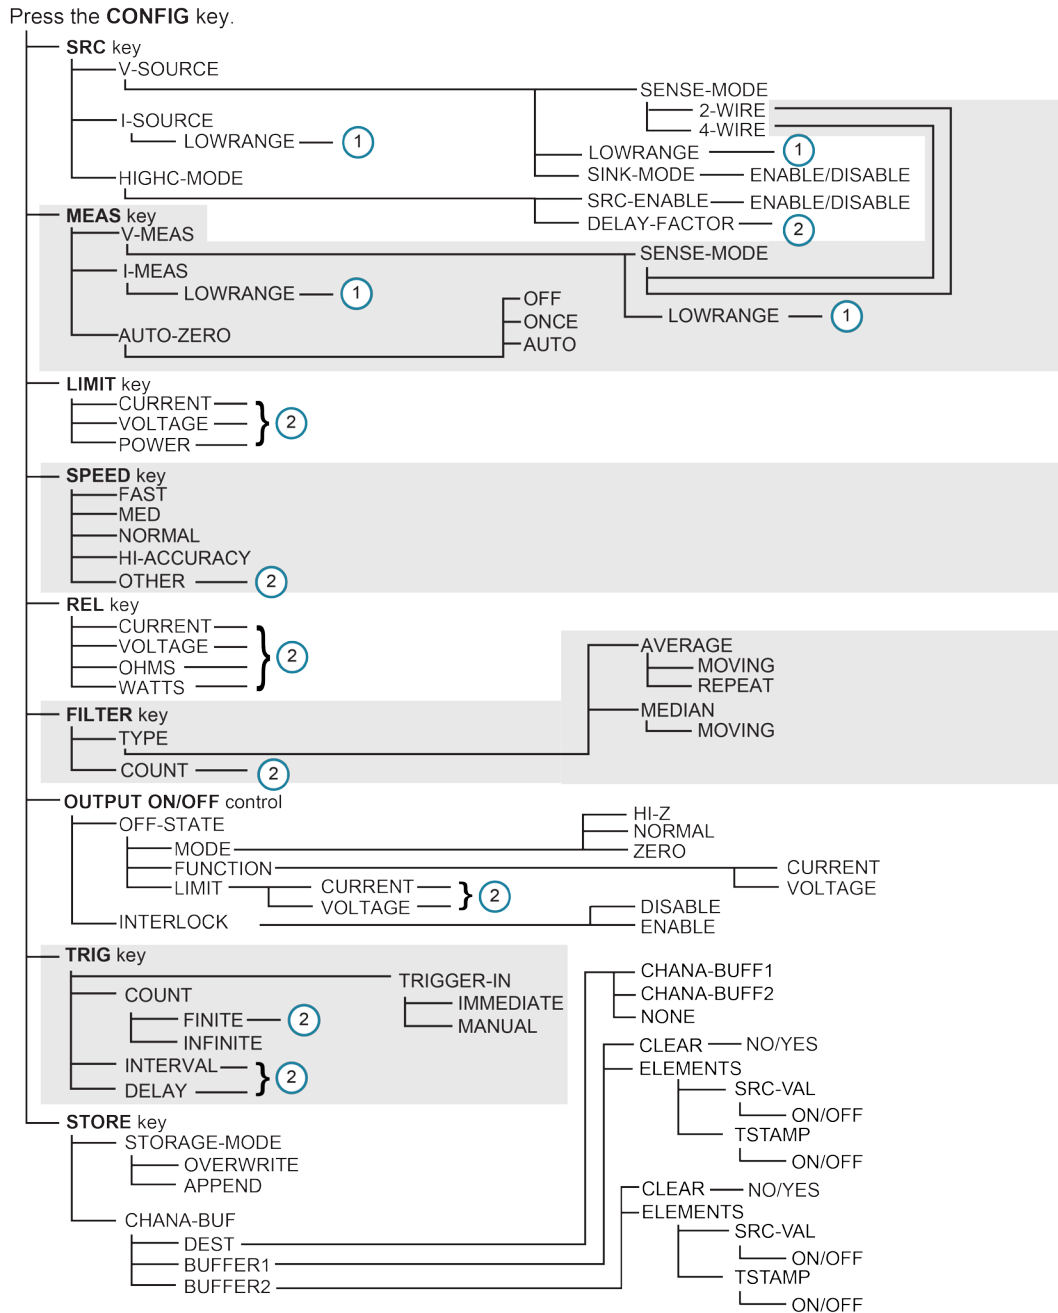 Press the CONFIG key.
SRC key
V-SOURCE
SENSE-MODE
2-WIRE
4-WIRE
I-SOURCE
LOWRANGE 1
LOWRANGE 1
SINK-MODE ENABLE/DISABLE
HIGHC-MODE
SRC-ENABLE ENABLE/DISABLE
DELAY-FACTOR 2
MEAS key
V-MEAS
SENSE-MODE
I-MEAS
LOWRANGE 1
LOWRANGE 1
AUTO-ZERO
OFF
ONCE
AUTO
LIMIT key
CURRENT
VOLTAGE
POWER
} 2
SPEED key
FAST
MED
NORMAL
HI-ACCURACY
OTHER 2
REL key
CURRENT
VOLTAGE
OHMS
WATTS
} 2
FILTER key
TYPE
AVERAGE
MOVING
REPEAT
MEDIAN
MOVING
COUNT 2
OUTPUT ON/OFF control
OFF-STATE
MODE
HI-Z
NORMAL
ZERO
FUNCTION
CURRENT
VOLTAGE
LIMIT
CURRENT
VOLTAGE
} 2
INTERLOCK
DISABLE
ENABLE
TRIG key
TRIGGER-IN
IMMEDIATE
MANUAL
COUNT
FINITE 2
INFINITE
INTERVAL
DELAY
} 2
STORE key
STORAGE-MODE
OVERWRITE
APPEND
CHANA-BUF
DEST
BUFFER1
BUFFER2
CHANA-BUFF1
CHANA-BUFF2
NONE
CLEAR NO/YES
ELEMENTS
SRC-VAL
ON/OFF
TSTAMP
ON/OFF
CLEAR NO/YES
ELEMENTS
SRC-VAL
ON/OFF
TSTAMP
ON/OFF